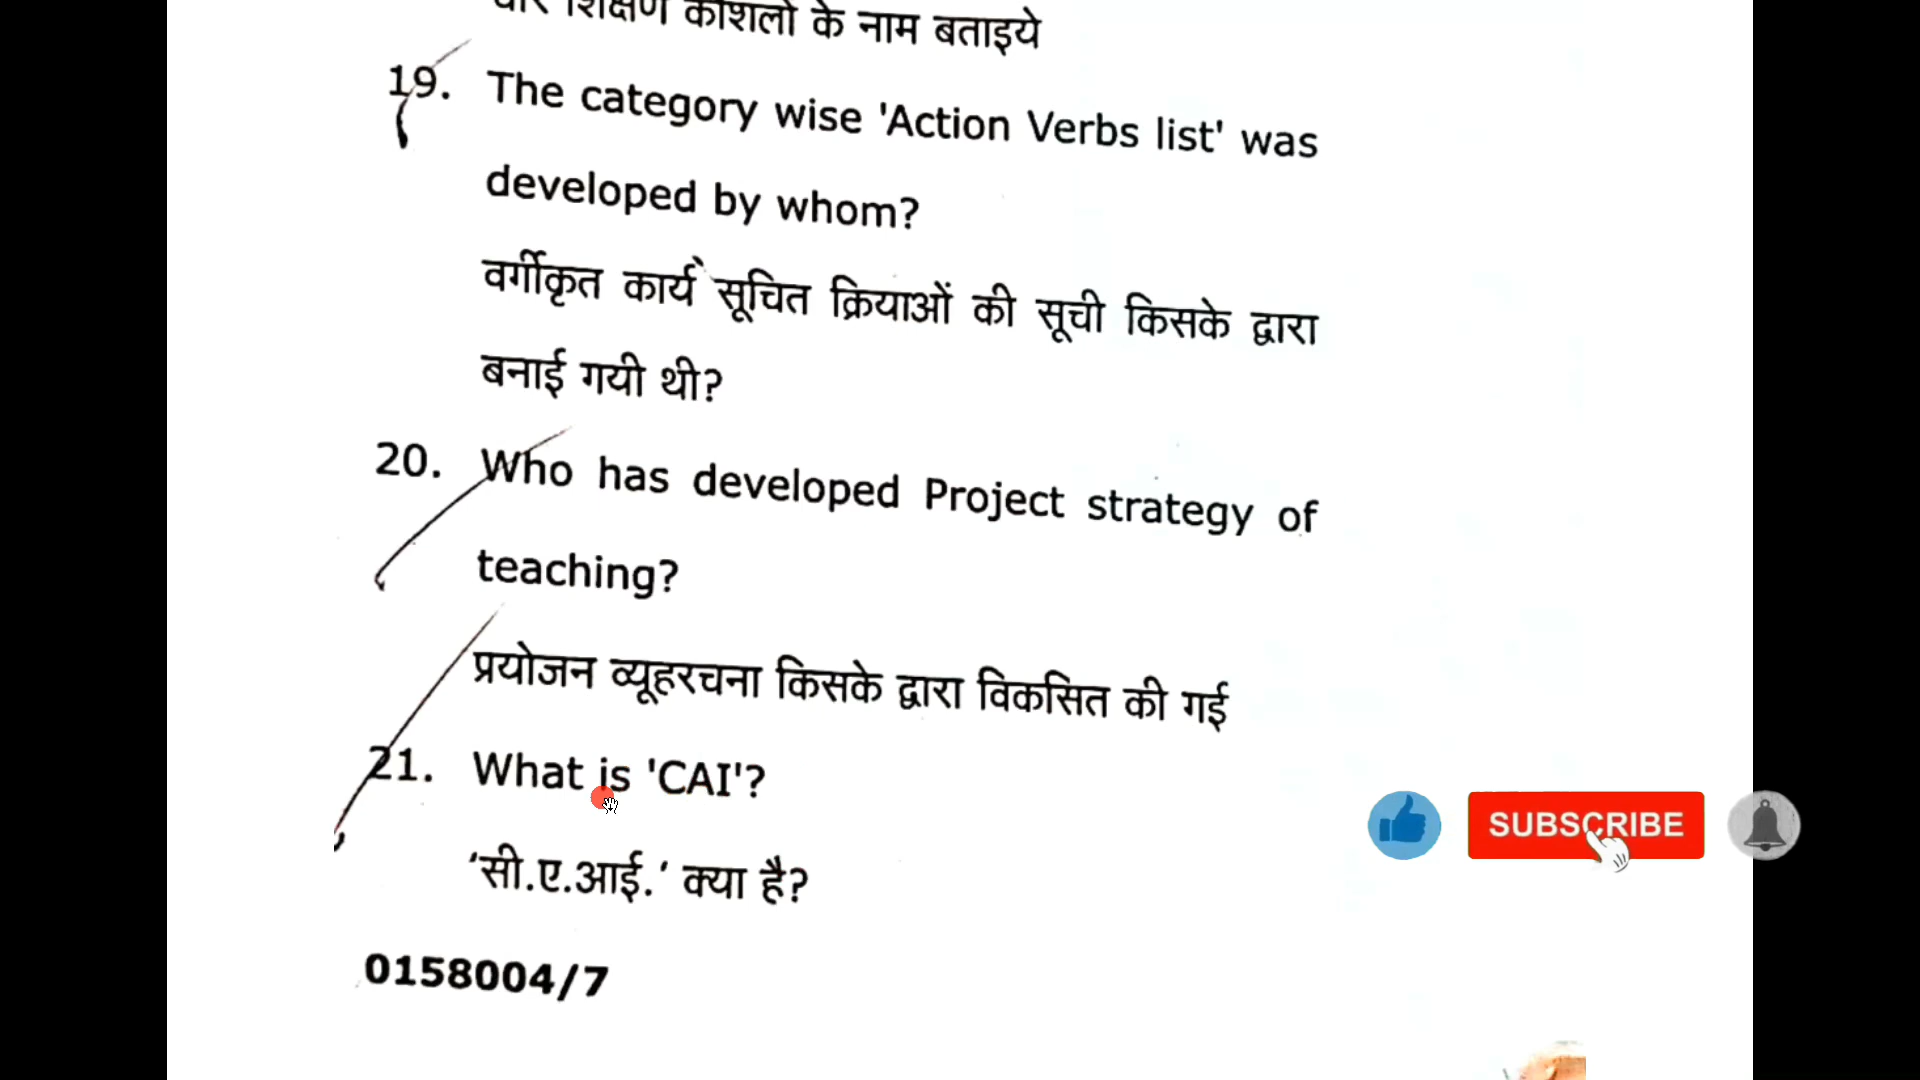 शिक्षण कौशलों के नाम बताइये
19. The category wise 'Action Verbs list' was
developed by whom?
वर्गीकृत कार्य सूचित क्रियाओं की सूची किसके द्वारा
बनाई गयी थी?
20. Who has developed Project strategy of
teaching?
प्रयोजन व्यूहरचना किसके द्वारा विकसित की गई
21. What is 'CAI'?
SUBSCRIBE
‘सी.ए.आई.’ क्या है?
0158004/7